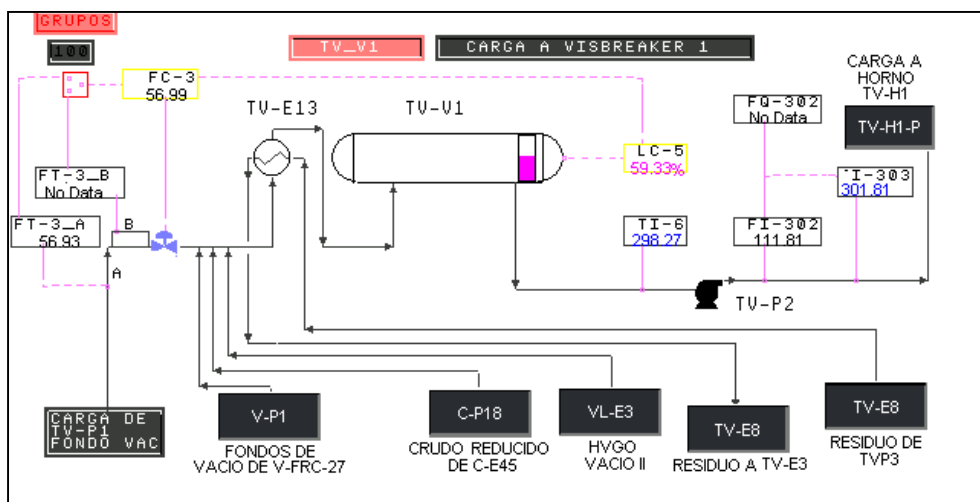 GRUPOS
100
TV_V1
CARGA A VISBREAKER 1
CARGA A
HORNO
TV-H1
FC-3
56.99
TV-E13
TV-V1
FQ-302
No Data
TV-H1-P
LC-5
59.33%
TI-303
301.81
FT-3_B
No Data
FT-3_A
56.93
B
A
TI-6
298.27
FI-302
111.81
TV-P2
CARGA DE
TV-P1
FONDO VAC
V-P1
FONDOS DE
VACIO DE V-FRC-27
C-P18
CRUDO REDUCIDO
DE C-E45
VL-E3
HVGO
VACIO II
TV-E8
RESIDUO A TV-E3
TV-E8
RESIDUO DE
TVP3